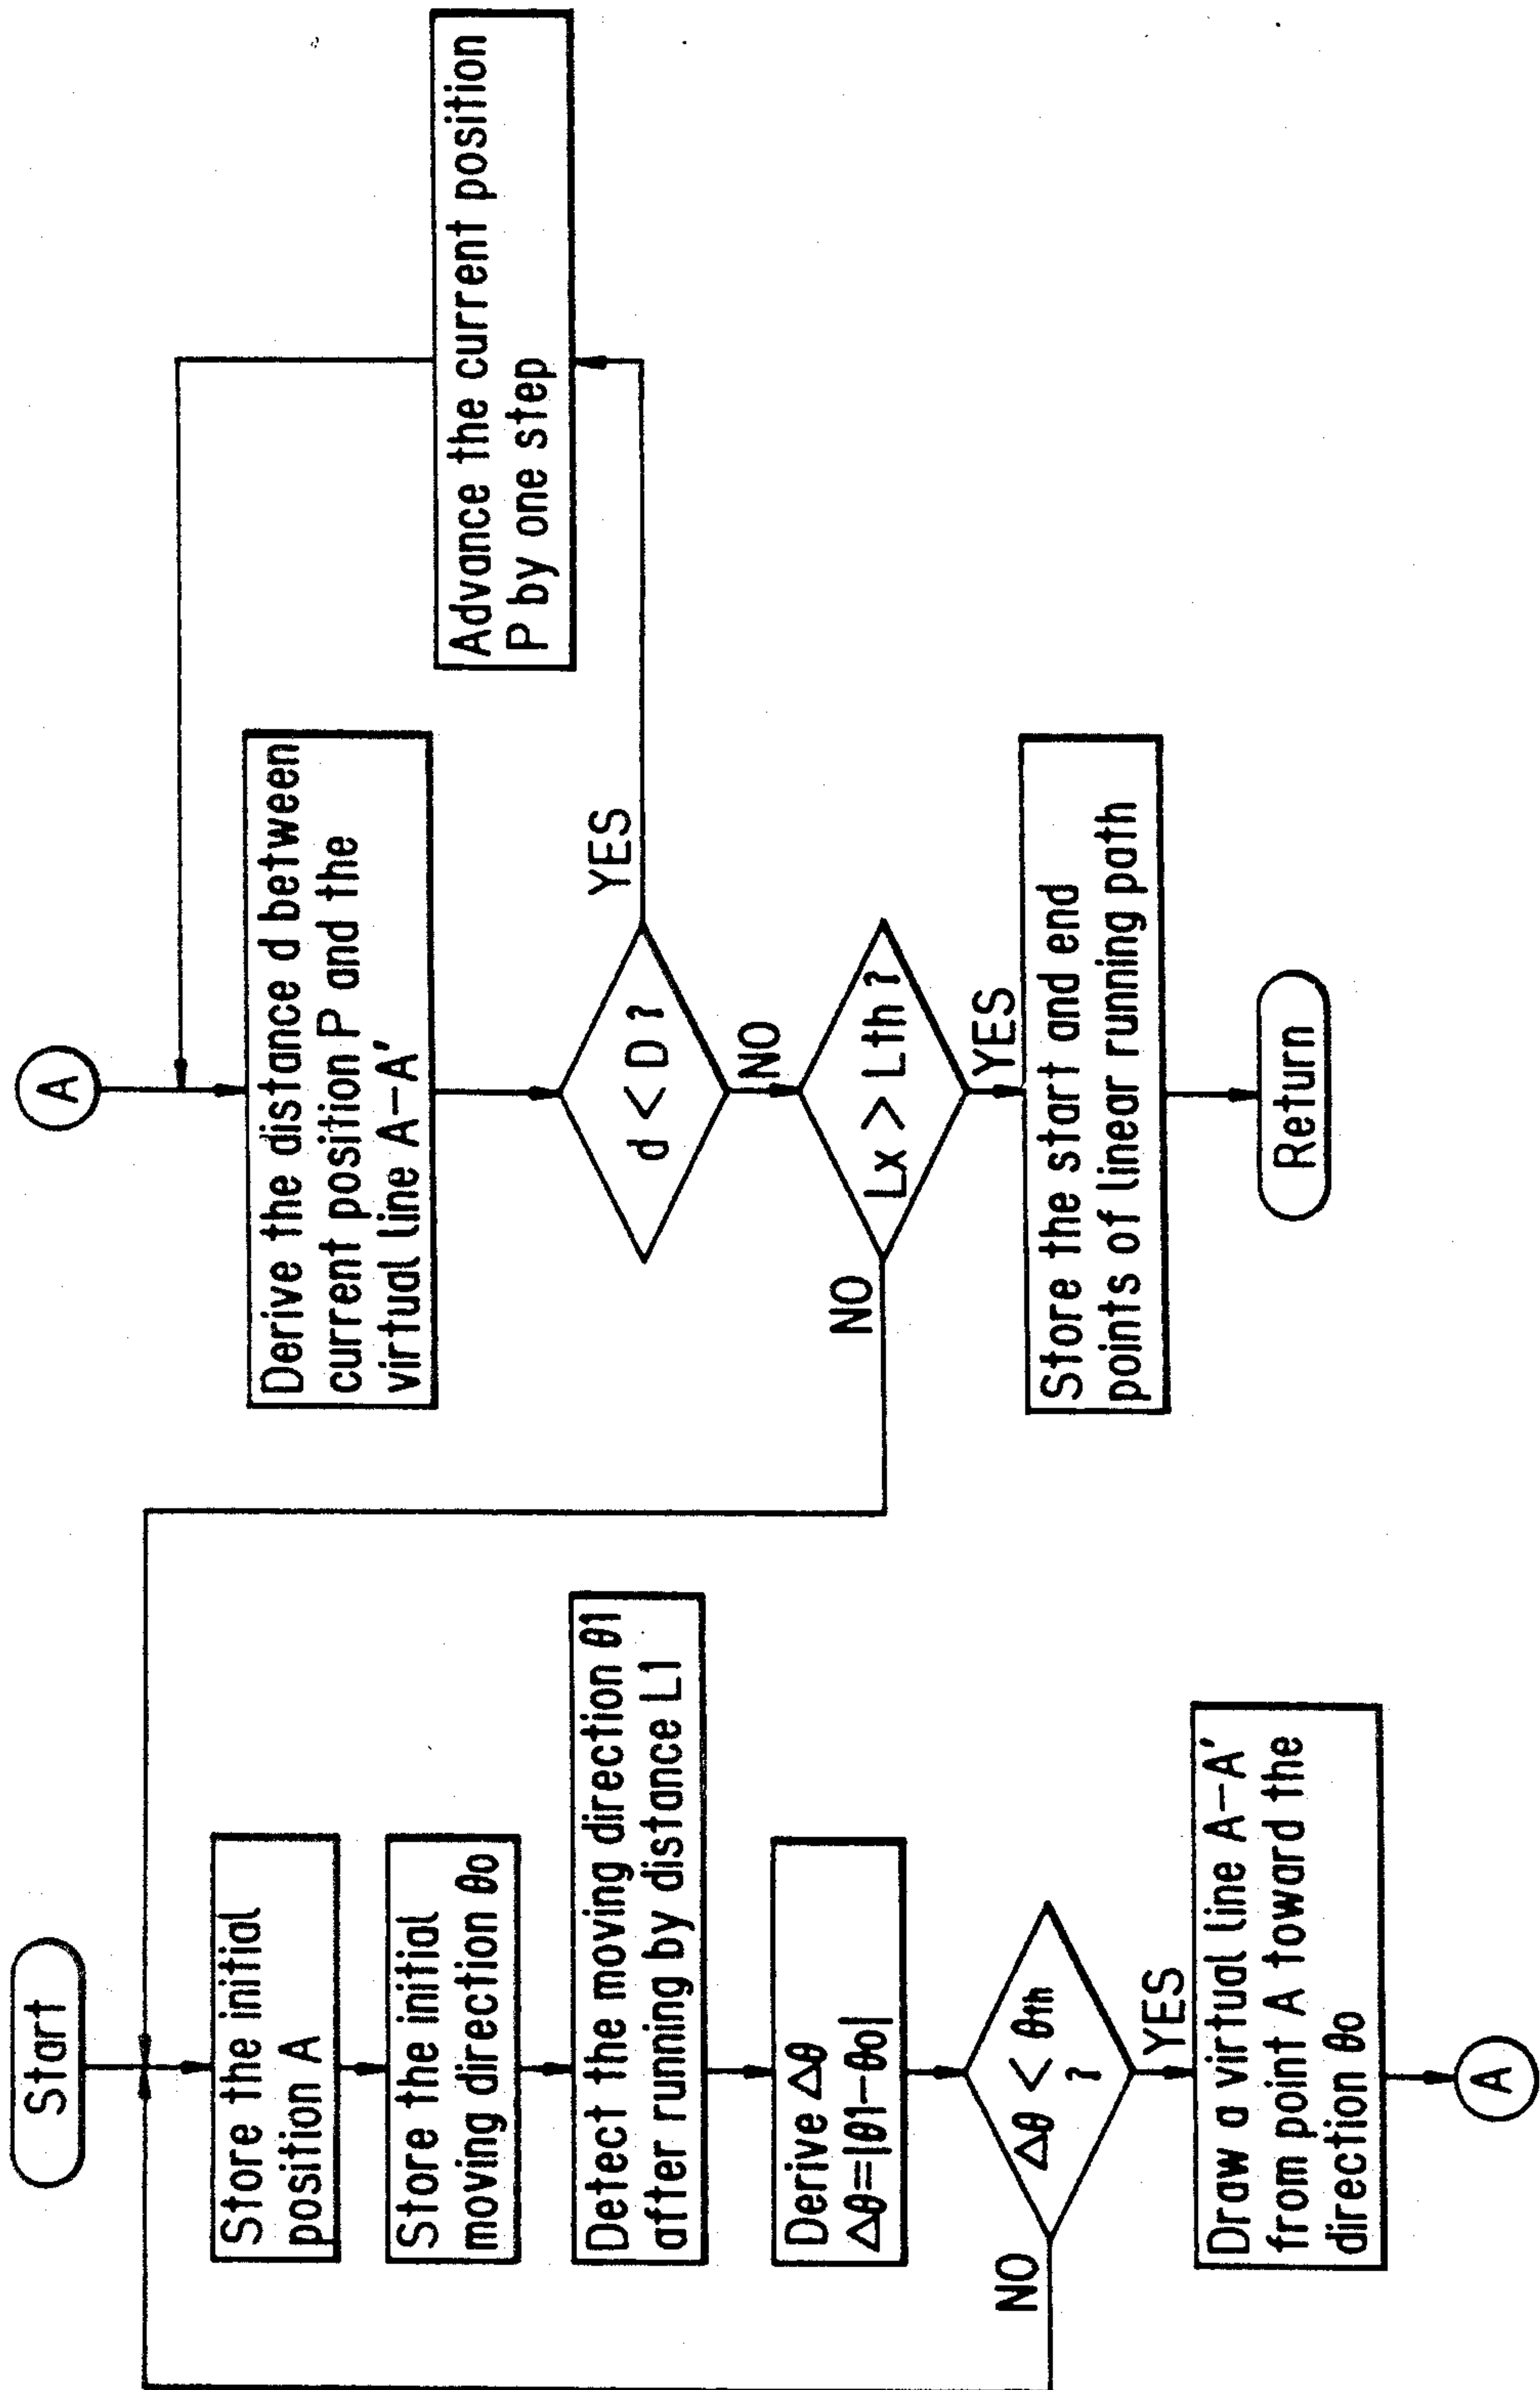 Start
Store the initial
position A
Store the initial
moving direction θo
Detect the moving direction θ1
after running by distance L1
Derive Δθ
Δθ=|θ1-θo|
Δθ < θth
?
NO
YES
Draw a virtual line A-A'
from point A toward the
direction θo
A
A
Derive the distance d between
current position P and the
virtual line A-A'
d < D ?
YES
NO
Advance the current position
P by one step
Lx > Lth ?
NO
YES
Store the start and end
points of linear running path
Return